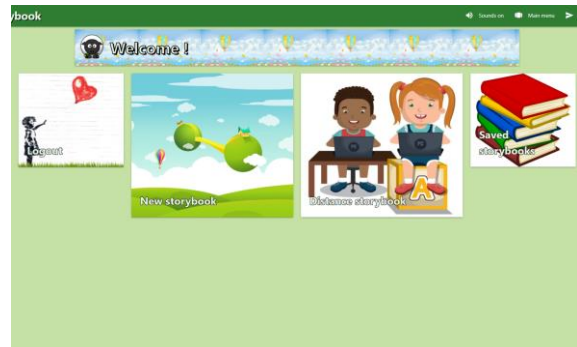 ybook
Sounds on
Main menu
Welcome !
Logout
New storybook
Distance storybook
A
Saved
storybooks